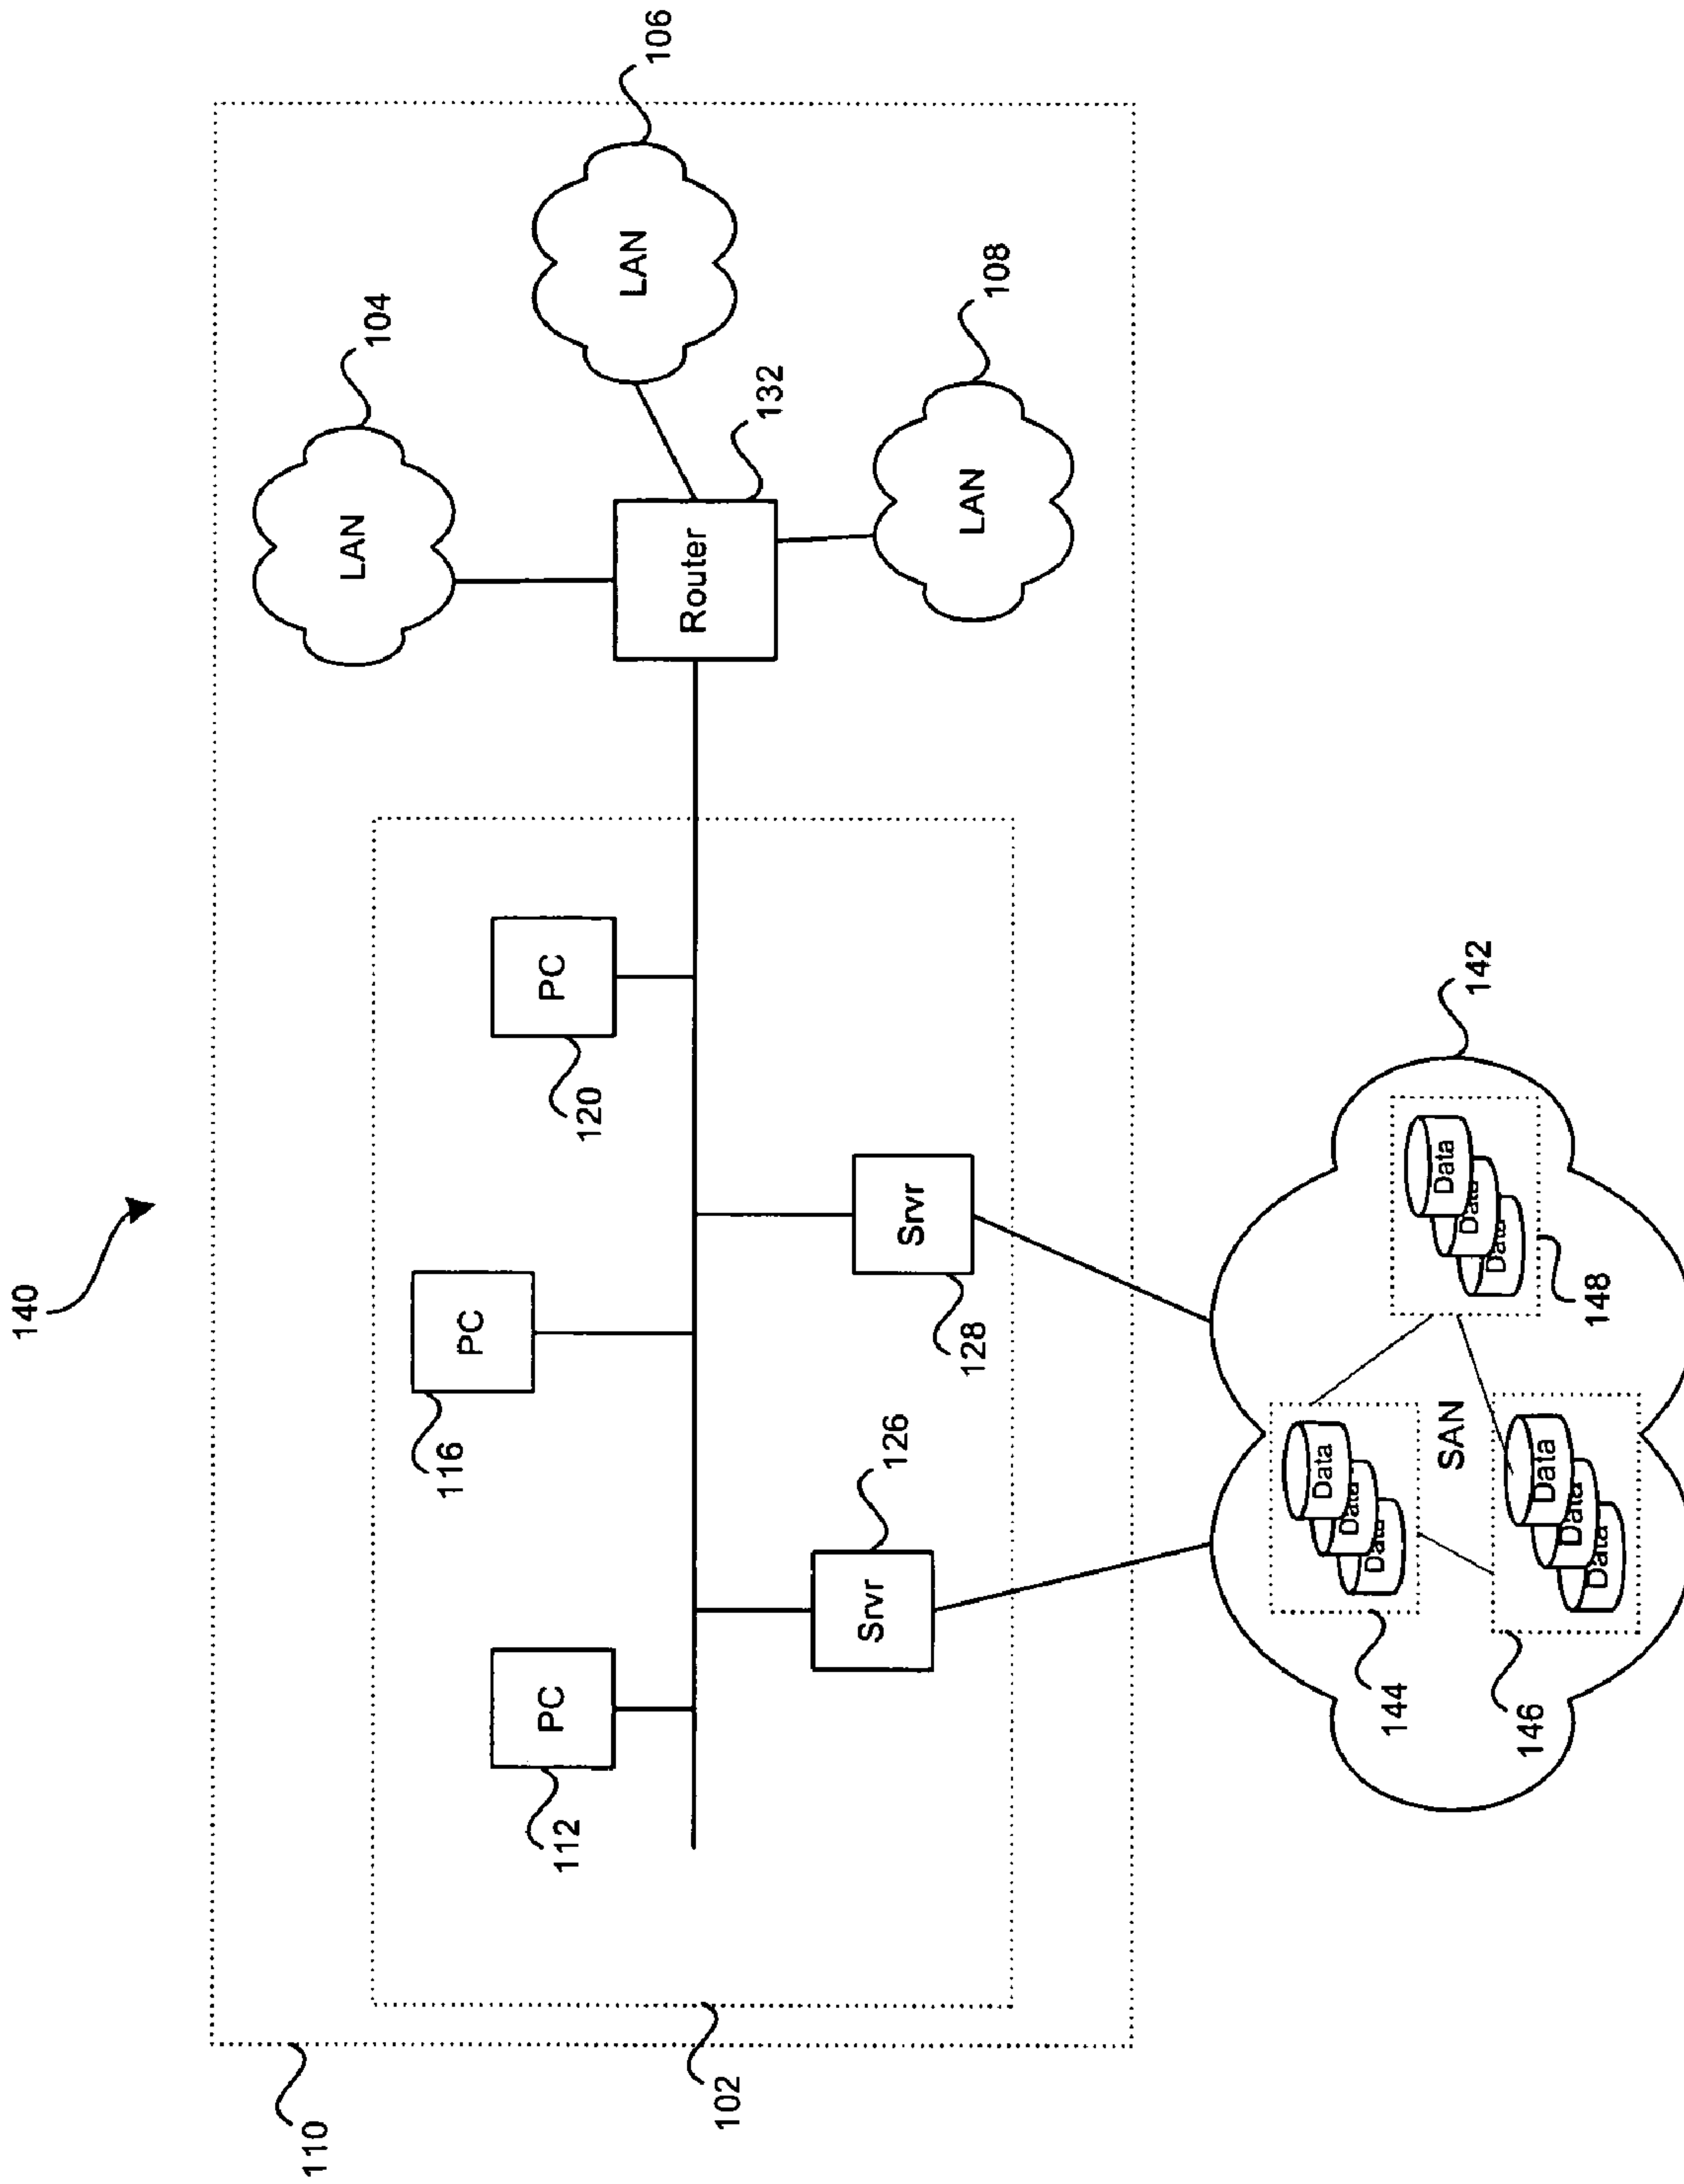 140
110
102
104
LAN
106
LAN
108
LAN
132
Router
PC
120
PC
116
PC
112
Srvr
128
Srvr
126
142
Data
Data
Data
148
SAN
Data
Data
Data
144
Data
Data
Data
146